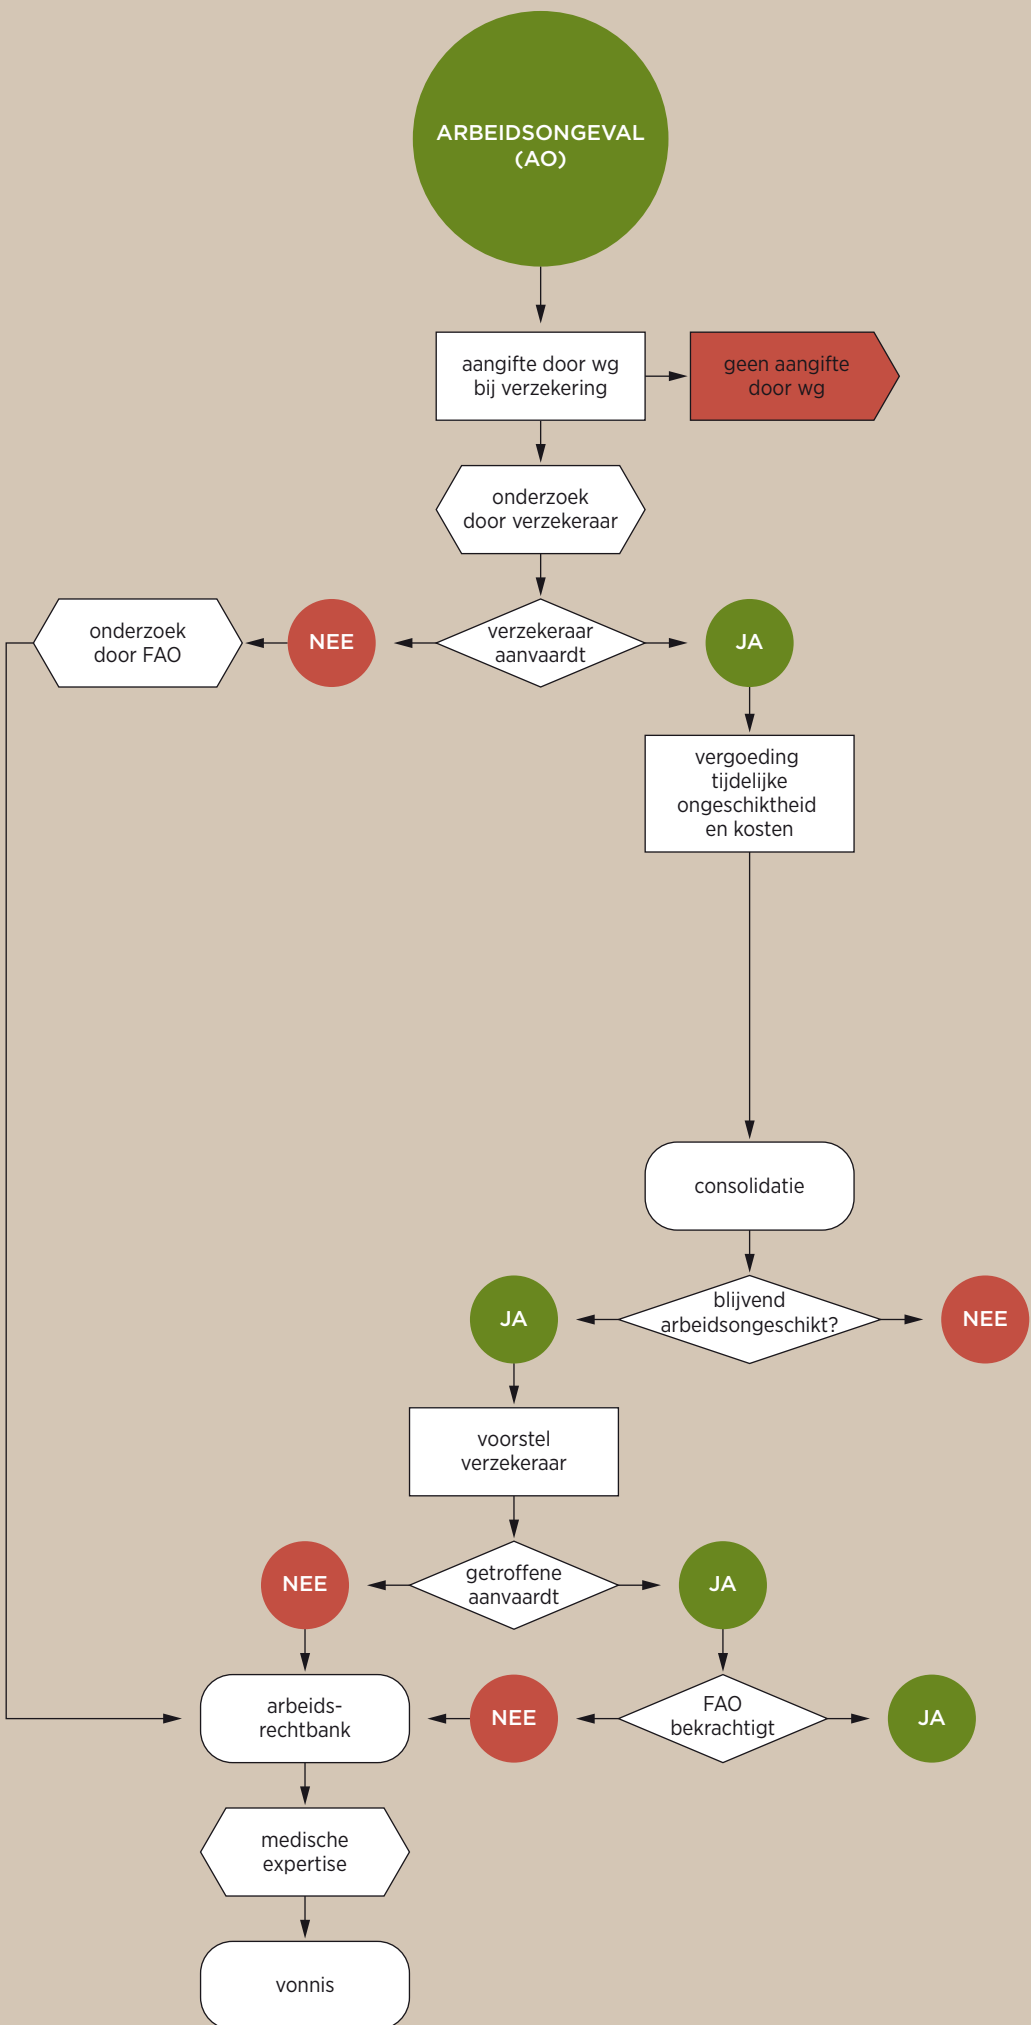 ARBEIDSONGEVAL
(AO)
aangifte door wg
bij verzekering
geen aangifte
door wg
onderzoek
door verzekeraar
onderzoek
door FAO
NEE
verzekeraar
aanvaardt
JA
vergoeding
tijdelijke
ongeschiktheid
en kosten
consolidatie
JA
blijvend
arbeidsongeschikt?
NEE
voorstel
verzekeraar
NEE
getroffene
aanvaardt
JA
arbeids-
rechtbank
NEE
FAO
bekrachtigt
JA
medische
expertise
vonnis